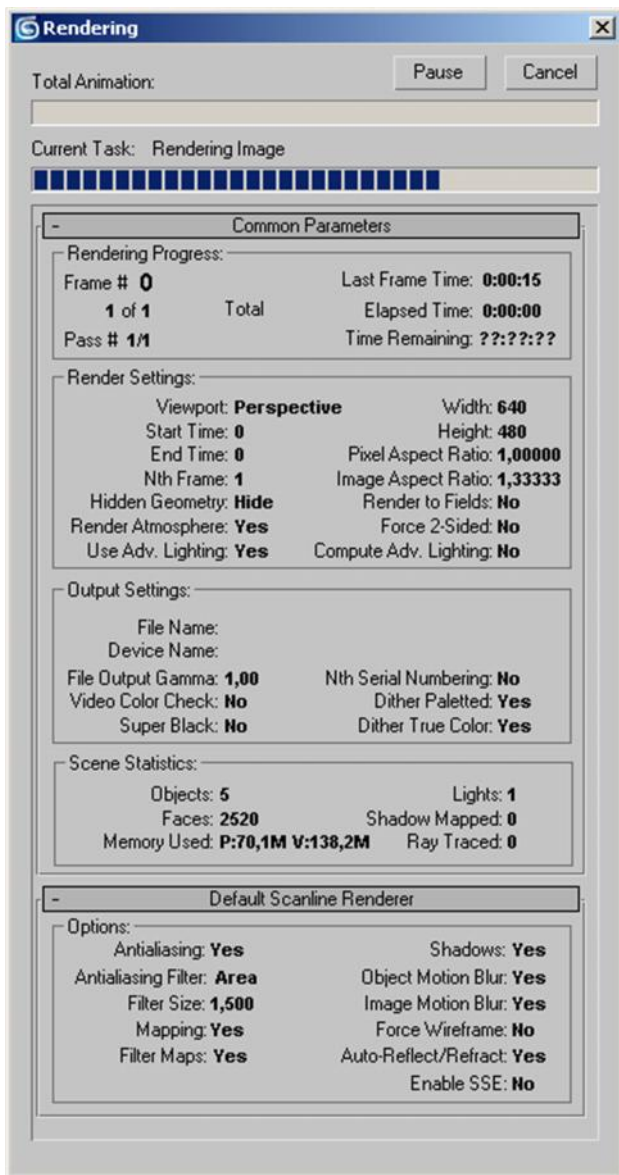 Rendering
Total Animation:
Pause
Cancel
Current Task: Rendering Image
- Common Parameters
Rendering Progress:
Frame # 0 Last Frame Time: 0:00:15
1 of 1 Total Elapsed Time: 0:00:00
Pass # 1/1 Time Remaining: ??:??:??
Render Settings:
Viewport: Perspective Width: 640
Start Time: 0 Height: 480
End Time: 0 Pixel Aspect Ratio: 1,00000
Nth Frame: 1 Image Aspect Ratio: 1,33333
Hidden Geometry: Hide Render to Fields: No
Render Atmosphere: Yes Force 2-Sided: No
Use Adv. Lighting: Yes Compute Adv. Lighting: No
Output Settings:
File Name:
Device Name:
File Output Gamma: 1,00 Nth Serial Numbering: No
Video Color Check: No Dither Paletted: Yes
Super Black: No Dither True Color: Yes
Scene Statistics:
Objects: 5 Lights: 1
Faces: 2520 Shadow Mapped: 0
Memory Used: P:70,1M V:138,2M Ray Traced: 0
- Default Scanline Renderer
Options:
Antialiasing: Yes Shadows: Yes
Antialiasing Filter: Area Object Motion Blur: Yes
Filter Size: 1,500 Image Motion Blur: Yes
Mapping: Yes Force Wireframe: No
Filter Maps: Yes Auto-Reflect/Refract: Yes
Enable SSE: No